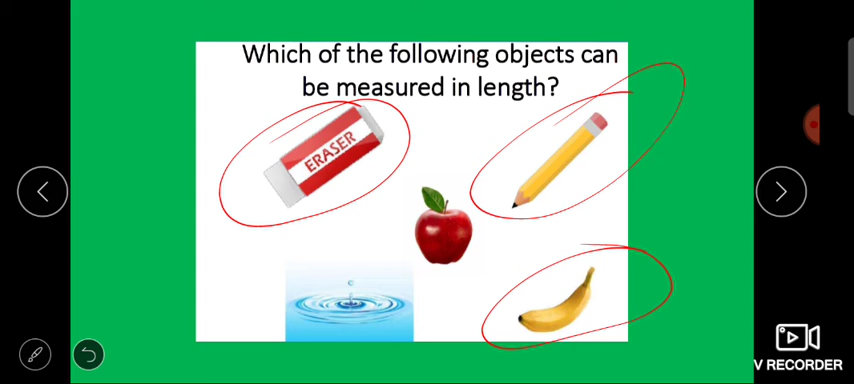 Which of the following objects can
be measured in length?
ERASER
V RECORDER